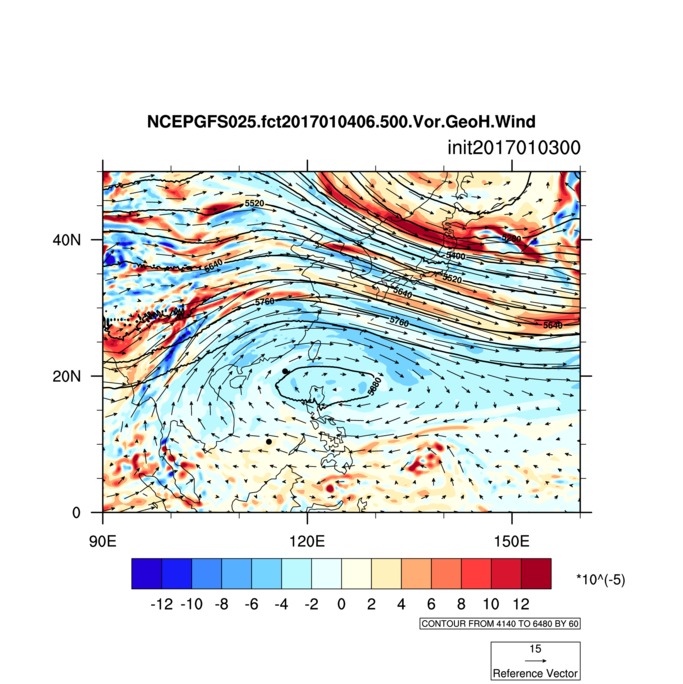 NCEPGFS025.fct2017010406.500.Vor.GeoH.Wind
init2017010300
5520
40N
5400
5520
5640
5640
5760
5760
5640
20N
5880
0
90E 120E 150E
-12 -10 -8 -6 -4 -2 0 2 4 6 8 10 12
*10^(-5)
CONTOUR FROM 4140 TO 6480 BY 60
15
Reference Vector